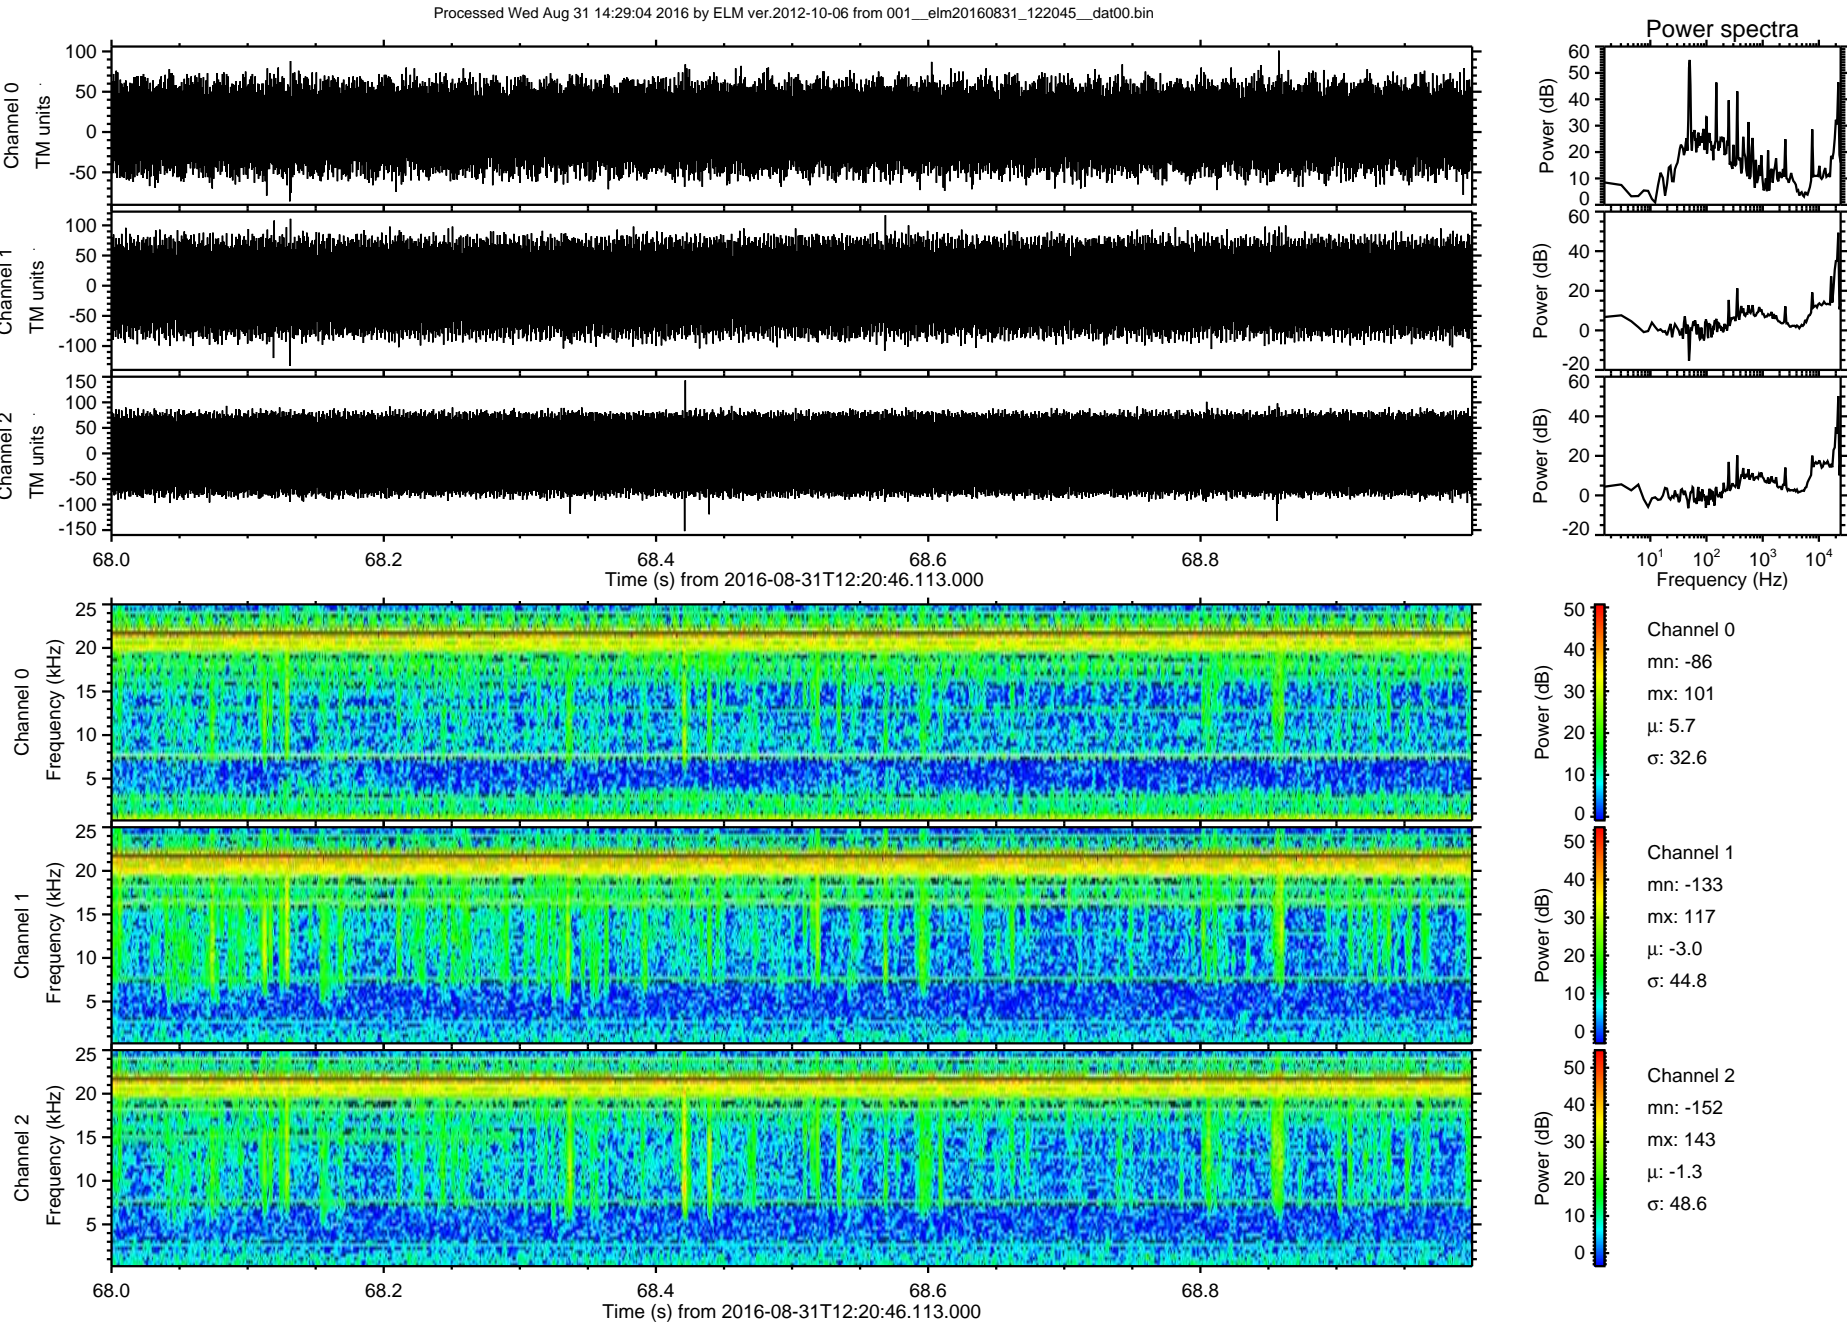 Processed Wed Aug 31 14:29:04 2016 by ELM ver.2012-10-06 from 001__elm20160831_122045__dat00.bin
Power spectra
Channel 0
TM units
100
50
0
-50
Power (dB)
60
50
40
30
20
10
0
Channel 1
TM units
100
50
0
-50
-100
Power (dB)
60
40
20
0
-20
Channel 2
TM units
150
100
50
0
-50
-100
-150
Power (dB)
60
40
20
0
-20
68.0 68.2 68.4 68.6 68.8
Time (s) from 2016-08-31T12:20:46.113.000
10¹ 10² 10³ 10⁴
Frequency (Hz)
Channel 0
Frequency (kHz)
25
20
15
10
5
Power (dB)
50
40
30
20
10
0
Channel 0
mn: -86
mx: 101
μ: 5.7
σ: 32.6
Channel 1
Frequency (kHz)
25
20
15
10
5
Power (dB)
50
40
30
20
10
0
Channel 1
mn: -133
mx: 117
μ: -3.0
σ: 44.8
Channel 2
Frequency (kHz)
25
20
15
10
5
Power (dB)
50
40
30
20
10
0
Channel 2
mn: -152
mx: 143
μ: -1.3
σ: 48.6
68.0 68.2 68.4 68.6 68.8
Time (s) from 2016-08-31T12:20:46.113.000